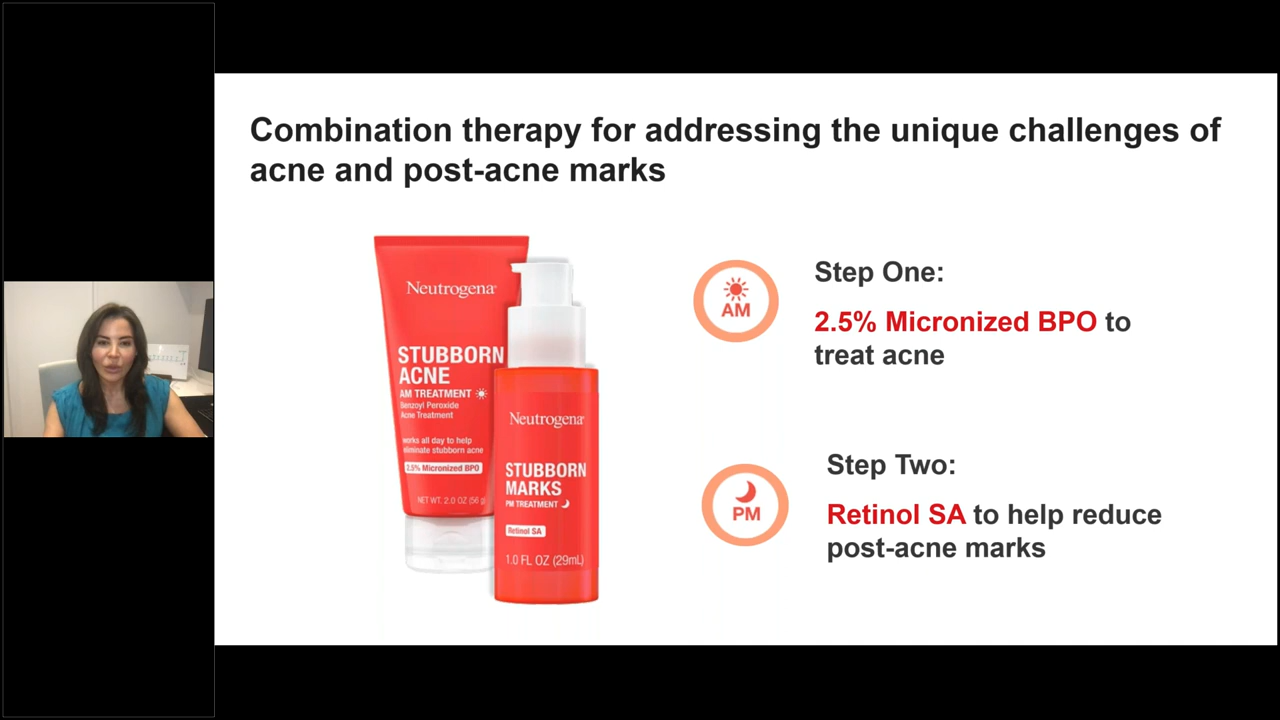 Combination therapy for addressing the unique challenges of
acne and post-acne marks
Neutrogena®
STUBBORN
ACNE
AM TREATMENT
Benzoyl Peroxide
Acne Treatment
works all day to help
eliminate stubborn acne
2.5% Micronized BPO
NET WT. 2.0 OZ (56 g)
Neutrogena®
STUBBORN
MARKS
PM TREATMENT
Retinol SA
1.0 FL OZ (29mL)
AM
Step One:
2.5% Micronized BPO to
treat acne
PM
Step Two:
Retinol SA to help reduce
post-acne marks